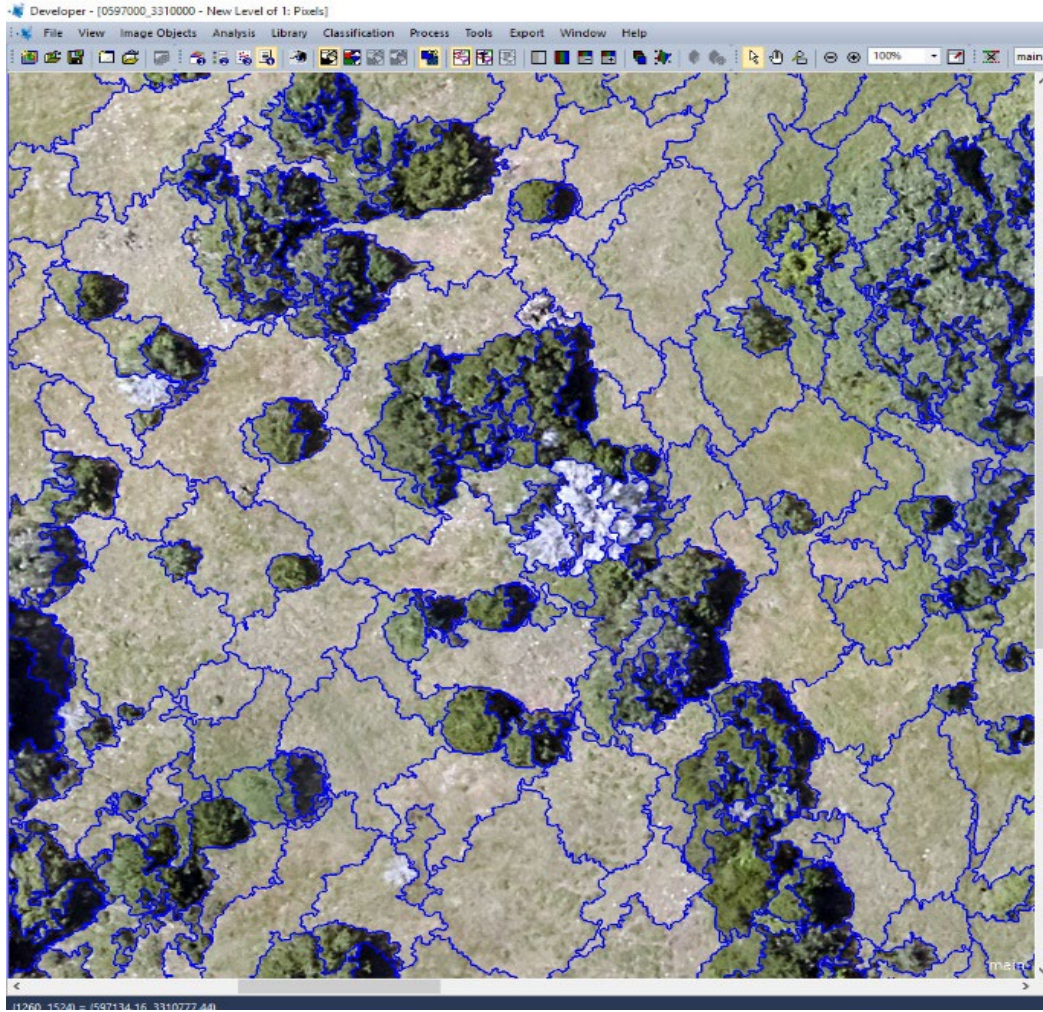 Developer - [0597000_3310000 - New Level of 1: Pixels]
File View Image Objects Analysis Library Classification Process Tools Export Window Help
100% main
main
(1260, 1524) = (597134.16, 3310777.44)